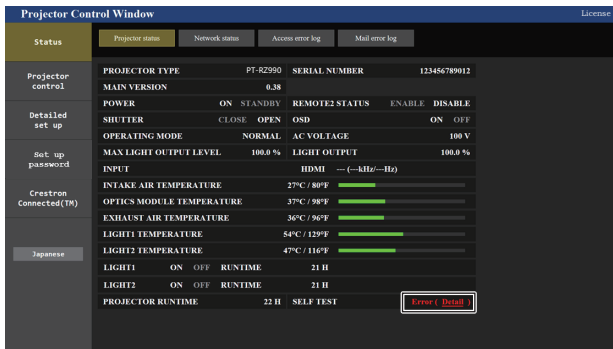 Projector Control Window License
Status Projector status Network status Access error log Mail error log
Projector control
Detailed set up
Set up password
Crestron Connected(TM)
Japanese
PROJECTOR TYPE PT-RZ990 SERIAL NUMBER 123456789012
MAIN VERSION 0.38
POWER ON STANDBY REMOTE2 STATUS ENABLE DISABLE
SHUTTER CLOSE OPEN OSD ON OFF
OPERATING MODE NORMAL AC VOLTAGE 100 V
MAX LIGHT OUTPUT LEVEL 100.0 % LIGHT OUTPUT 100.0 %
INPUT HDMI --- (---kHz/---Hz)
INTAKE AIR TEMPERATURE 27°C / 80°F
OPTICS MODULE TEMPERATURE 37°C / 98°F
EXHAUST AIR TEMPERATURE 36°C / 96°F
LIGHT1 TEMPERATURE 54°C / 129°F
LIGHT2 TEMPERATURE 47°C / 116°F
LIGHT1 ON OFF RUNTIME 21 H
LIGHT2 ON OFF RUNTIME 21 H
PROJECTOR RUNTIME 22 H SELF TEST Error ( Detail )